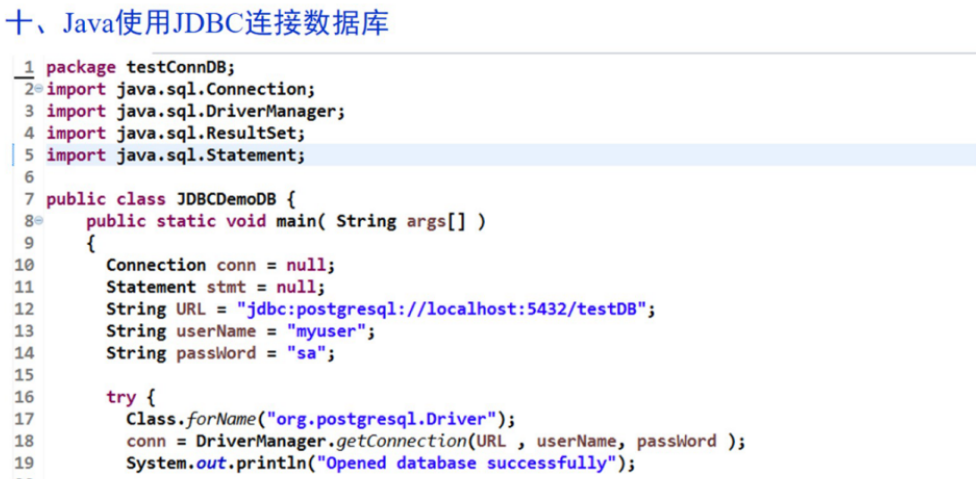 十、Java使用JDBC连接数据库
1 package testConnDB;
2 import java.sql.Connection;
3 import java.sql.DriverManager;
4 import java.sql.ResultSet;
5 import java.sql.Statement;
6
7 public class JDBCDemoDB {
8     public static void main( String args[] )
9     {
10       Connection conn = null;
11       Statement stmt = null;
12       String URL = "jdbc:postgresql://localhost:5432/testDB";
13       String userName = "myuser";
14       String passWord = "sa";
15
16       try {
17         Class.forName("org.postgresql.Driver");
18         conn = DriverManager.getConnection(URL , userName, passWord );
19         System.out.println("Opened database successfully");